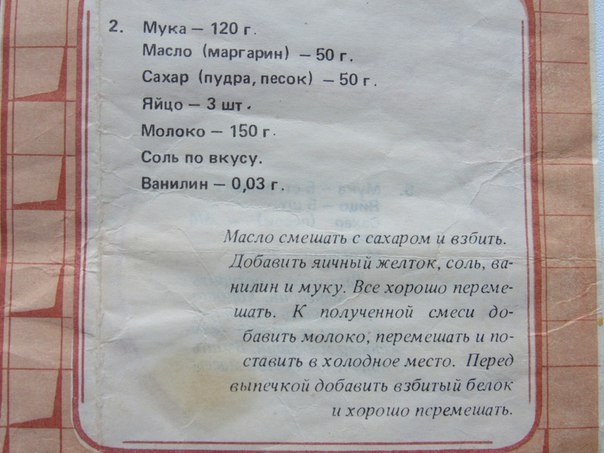 2. Мука — 120 г.
Масло (маргарин) — 50 г.
Сахар (пудра, песок) — 50 г.
Яйцо — 3 шт.
Молоко — 150 г.
Соль по вкусу.
Ванилин — 0,03 г.
Масло смешать с сахаром и взбить.
Добавить яичный желток, соль, ва-
нилин и муку. Все хорошо переме-
шать. К полученной смеси до-
бавить молоко, перемешать и по-
ставить в холодное место. Перед
выпечкой добавить взбитый белок
и хорошо перемешать.